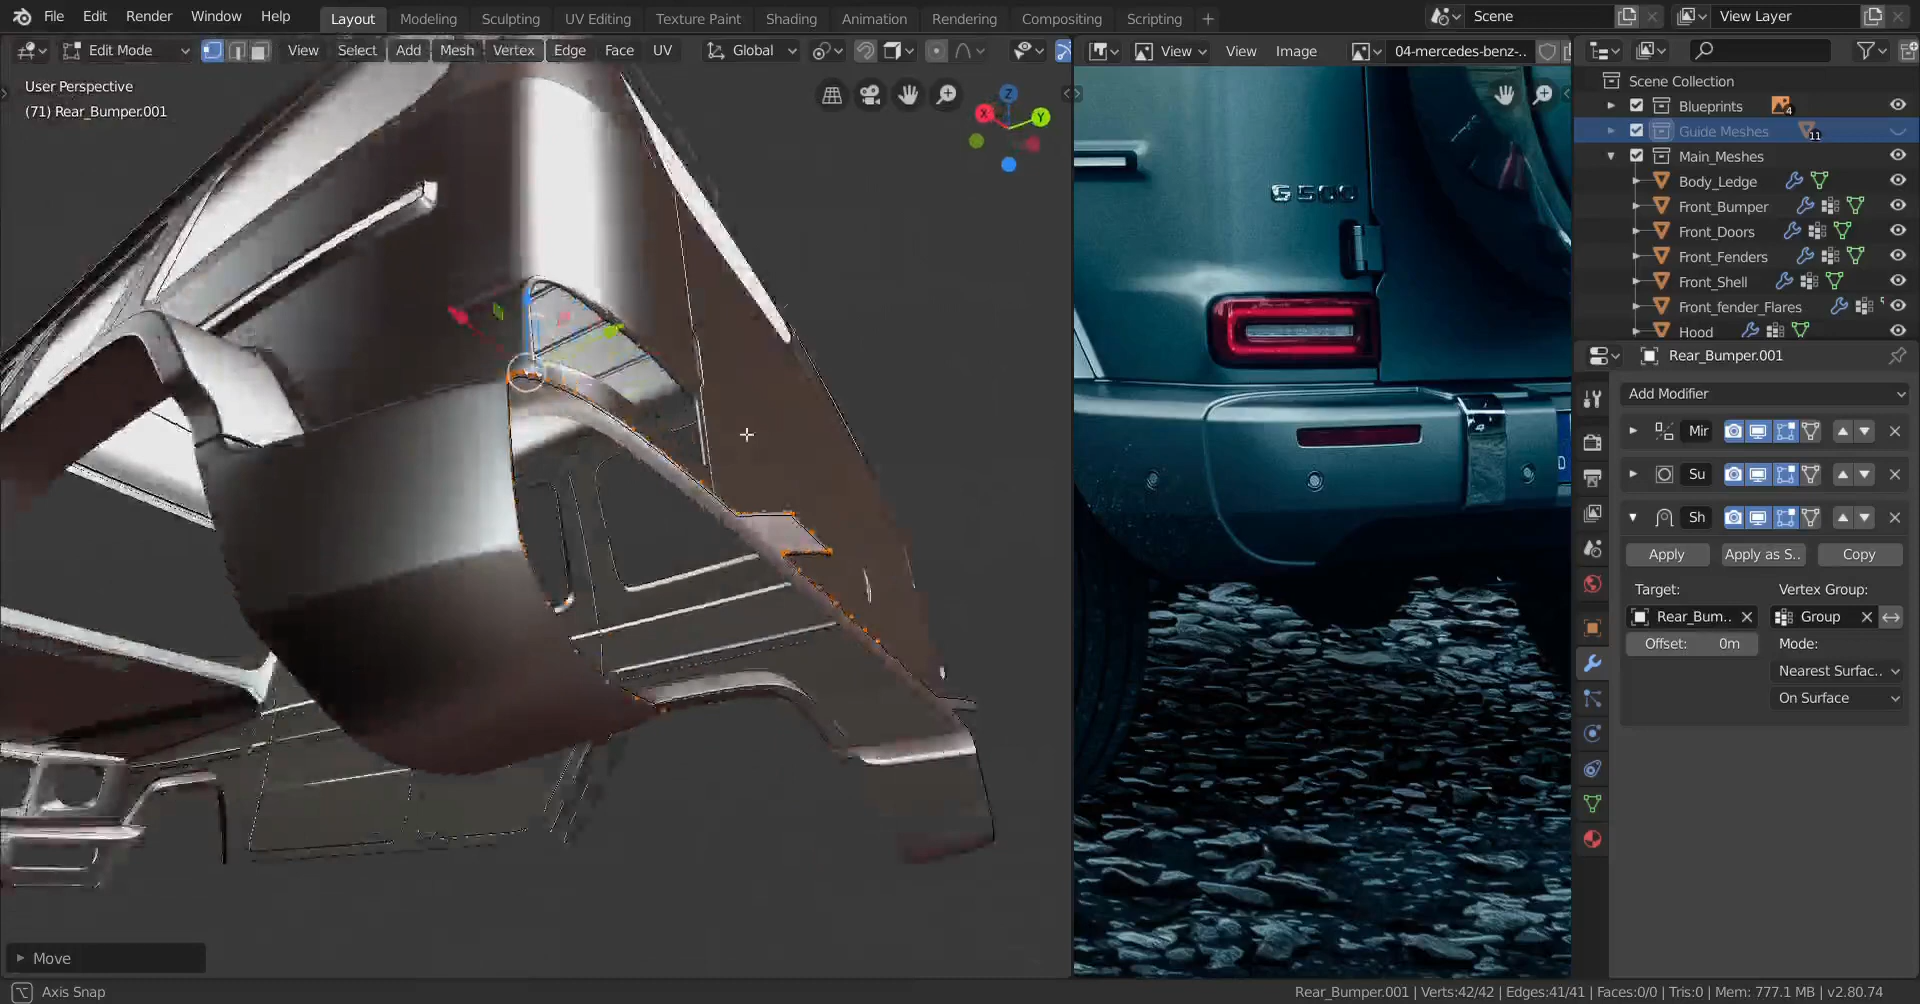 File Edit Render Window Help Layout Modeling Sculpting UV Editing Texture Paint Shading Animation Rendering Compositing Scripting + Scene View Layer
Edit Mode View Select Add Mesh Vertex Edge Face UV Global View View Image 04-mercedes-benz-..
User Perspective
(71) Rear_Bumper.001
X Y Z
G 500
Scene Collection
Blueprints 4
Guide Meshes 11
Main_Meshes
Body_Ledge
Front_Bumper
Front_Doors
Front_Fenders
Front_Shell
Front_fender_Flares
Hood
Rear_Bumper.001
Add Modifier
Mir
Su
Sh
Apply Apply as S.. Copy
Target: Vertex Group:
Rear_Bum.. Group
Offset: 0m Mode:
Nearest Surfac..
On Surface
Move
Axis Snap
Rear_Bumper.001 | Verts:42/42 | Edges:41/41 | Faces:0/0 | Tris:0 | Mem: 777.1 MB | v2.80.74